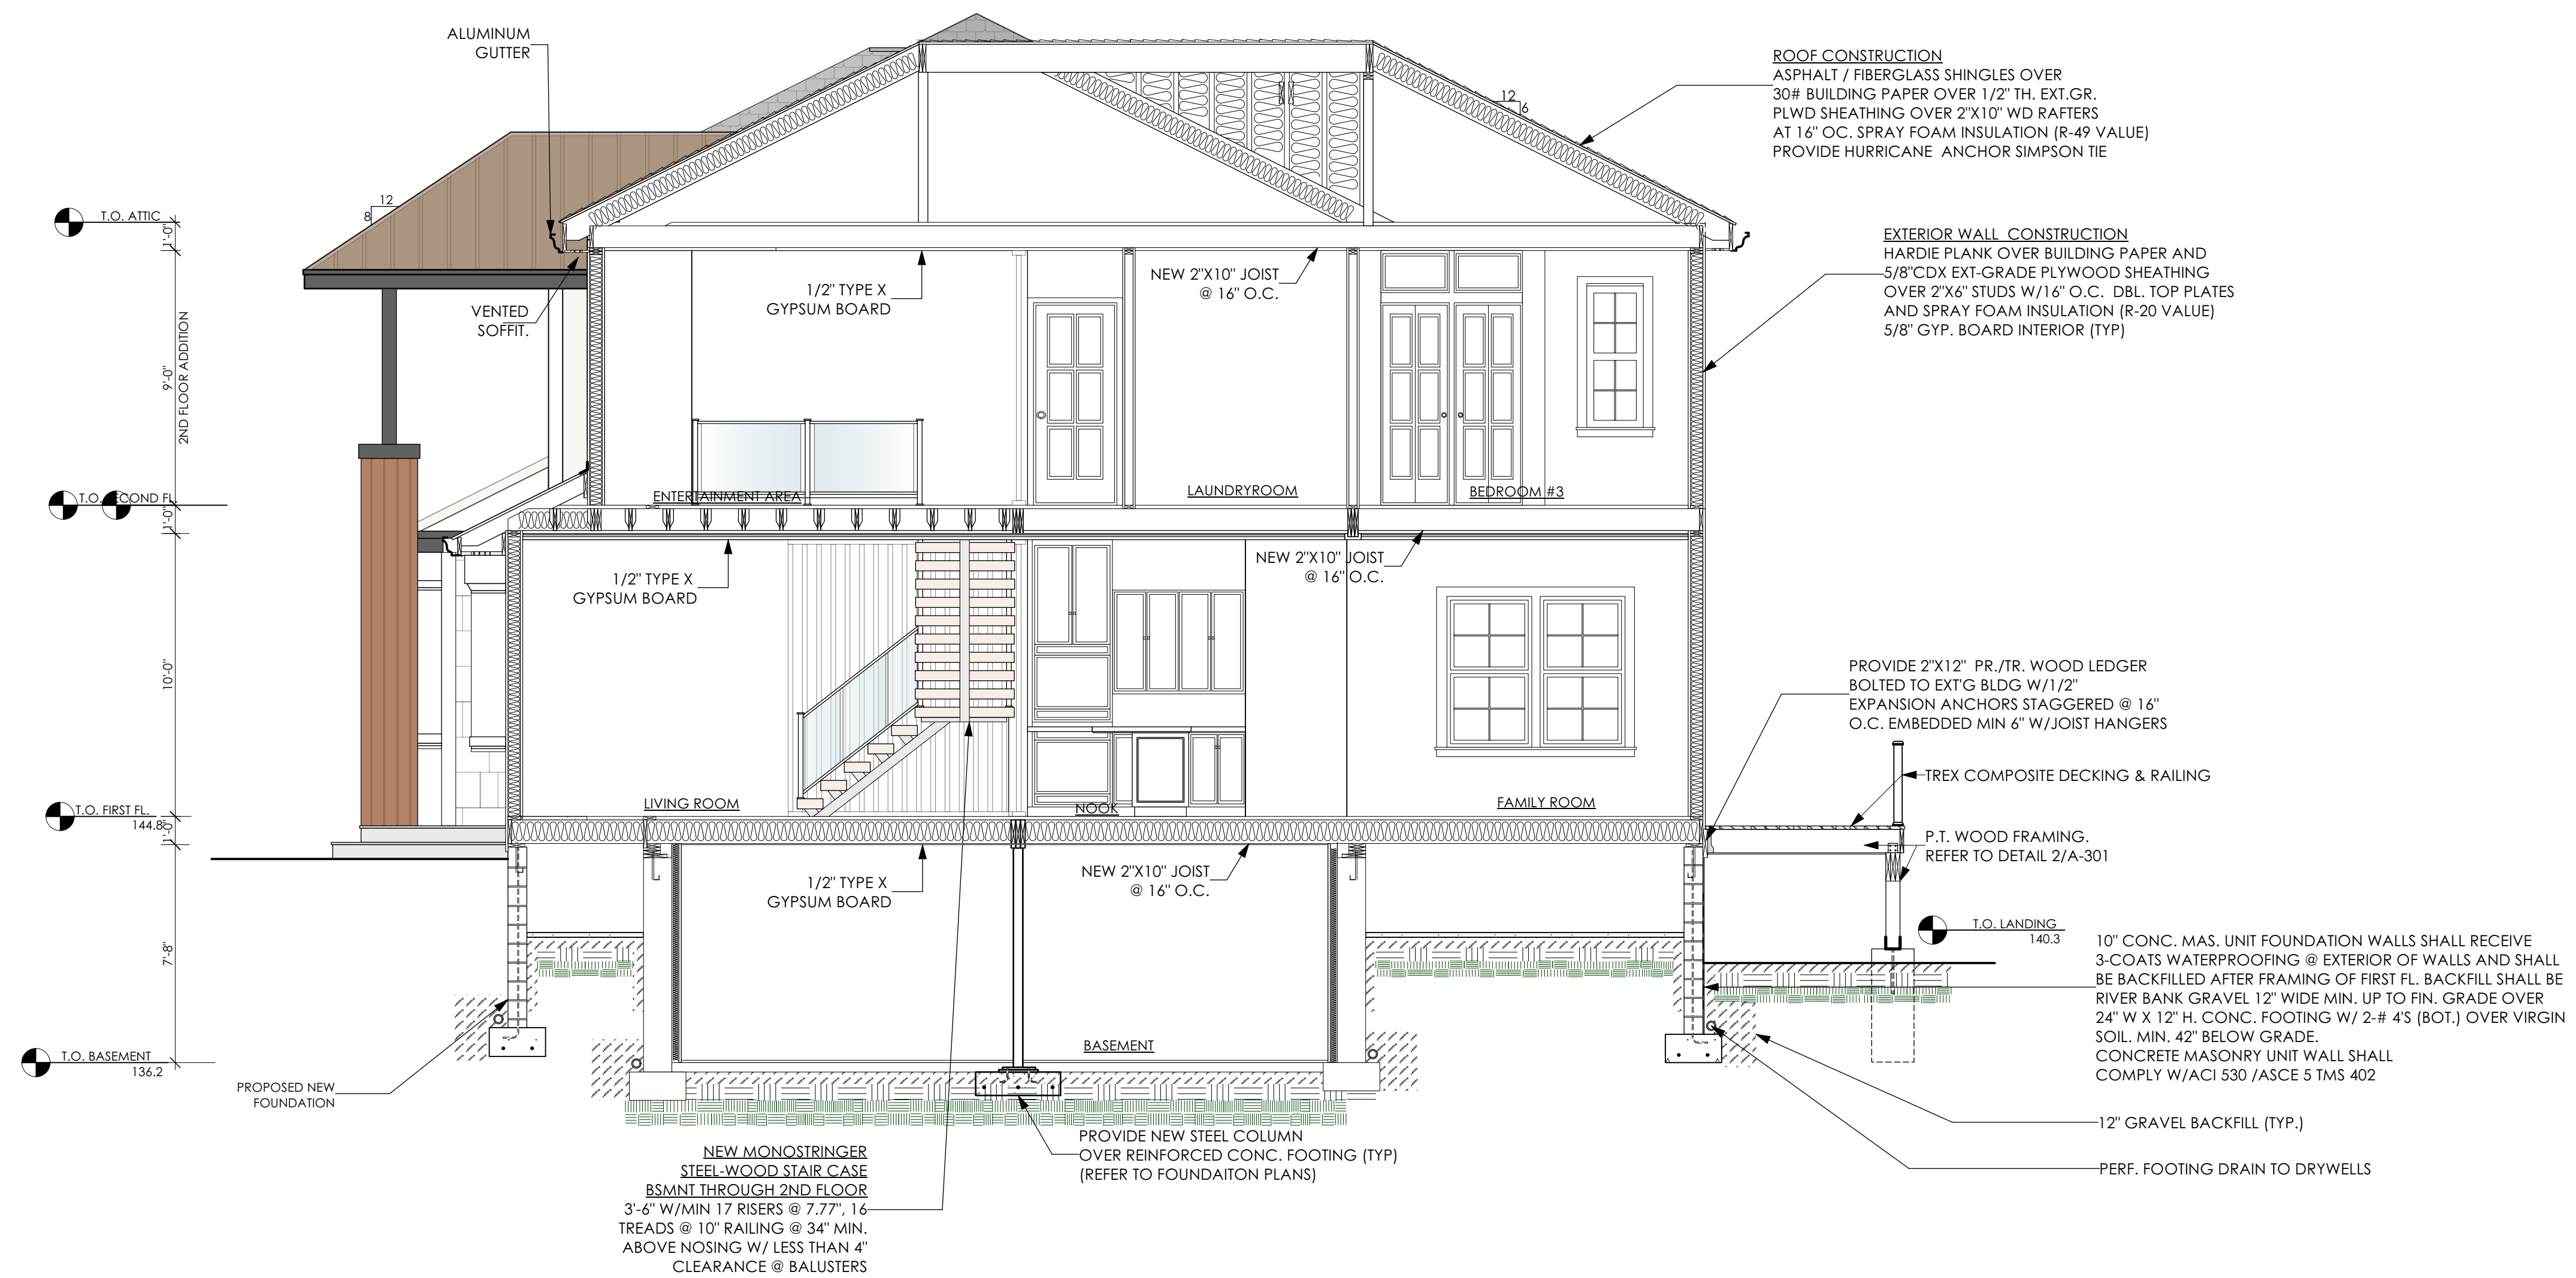 ALUMINUM
GUTTER
ROOF CONSTRUCTION
ASPHALT / FIBERGLASS SHINGLES OVER
30# BUILDING PAPER OVER 1/2" TH. EXT.GR.
PLWD SHEATHING OVER 2"X10" WD RAFTERS
AT 16" OC. SPRAY FOAM INSULATION (R-49 VALUE)
PROVIDE HURRICANE ANCHOR SIMPSON TIE
12
6
12
8
T.O. ATTIC
1'-0"
EXTERIOR WALL CONSTRUCTION
HARDIE PLANK OVER BUILDING PAPER AND
5/8"CDX EXT-GRADE PLYWOOD SHEATHING
OVER 2"X6" STUDS W/16" O.C. DBL. TOP PLATES
AND SPRAY FOAM INSULATION (R-20 VALUE)
5/8" GYP. BOARD INTERIOR (TYP)
VENTED
SOFFIT.
1/2" TYPE X
GYPSUM BOARD
NEW 2"X10" JOIST
@ 16" O.C.
9'-0"
2ND FLOOR ADDITION
ENTERTAINMENT AREA
LAUNDRYROOM
BEDROOM #3
T.O. SECOND FL.
1'-0"
1/2" TYPE X
GYPSUM BOARD
NEW 2"X10" JOIST
@ 16" O.C.
10'-0"
PROVIDE 2"X12" PR./TR. WOOD LEDGER
BOLTED TO EXT'G BLDG W/1/2"
EXPANSION ANCHORS STAGGERED @ 16"
O.C. EMBEDDED MIN 6" W/JOIST HANGERS
TREX COMPOSITE DECKING & RAILING
LIVING ROOM
NOOK
FAMILY ROOM
T.O. FIRST FL.
144.8
1'-0"
P.T. WOOD FRAMING.
REFER TO DETAIL 2/A-301
1/2" TYPE X
GYPSUM BOARD
NEW 2"X10" JOIST
@ 16" O.C.
7'-8"
T.O. LANDING
140.3
10" CONC. MAS. UNIT FOUNDATION WALLS SHALL RECEIVE
3-COATS WATERPROOFING @ EXTERIOR OF WALLS AND SHALL
BE BACKFILLED AFTER FRAMING OF FIRST FL. BACKFILL SHALL BE
RIVER BANK GRAVEL 12" WIDE MIN. UP TO FIN. GRADE OVER
24" W X 12" H. CONC. FOOTING W/ 2-# 4'S (BOT.) OVER VIRGIN
SOIL. MIN. 42" BELOW GRADE.
CONCRETE MASONRY UNIT WALL SHALL
COMPLY W/ACI 530 /ASCE 5 TMS 402
BASEMENT
T.O. BASEMENT
136.2
PROPOSED NEW
FOUNDATION
12" GRAVEL BACKFILL (TYP.)
PERF. FOOTING DRAIN TO DRYWELLS
PROVIDE NEW STEEL COLUMN
OVER REINFORCED CONC. FOOTING (TYP)
(REFER TO FOUNDAITON PLANS)
NEW MONOSTRINGER
STEEL-WOOD STAIR CASE
BSMNT THROUGH 2ND FLOOR
3'-6" W/MIN 17 RISERS @ 7.77", 16
TREADS @ 10" RAILING @ 34" MIN.
ABOVE NOSING W/ LESS THAN 4"
CLEARANCE @ BALUSTERS